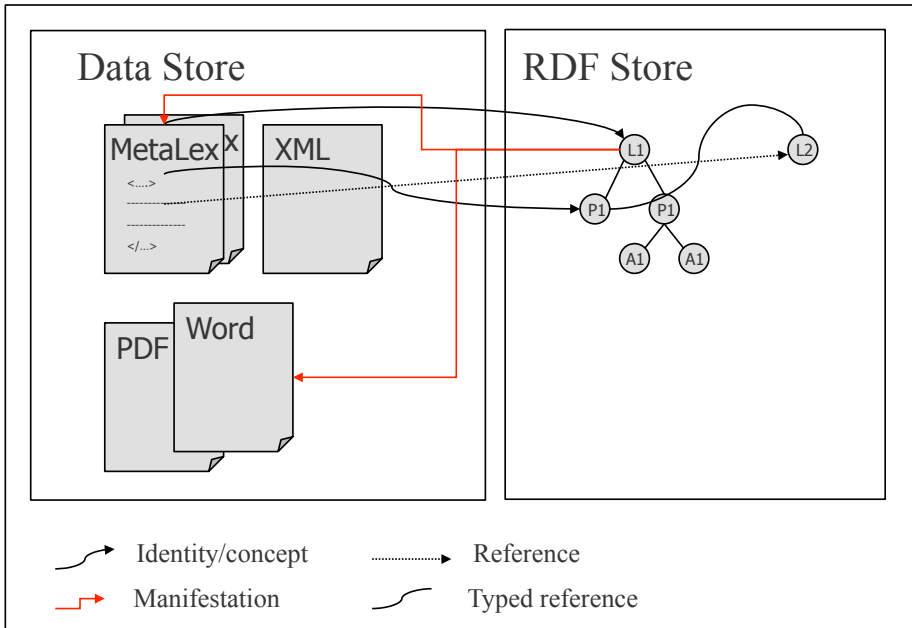 Data Store
RDF Store
MetaLex
x
XML
<....>
---------------
---------------
</...>
L1
L2
P1
P1
A1
A1
PDF
Word
Identity/concept
Reference
Manifestation
Typed reference